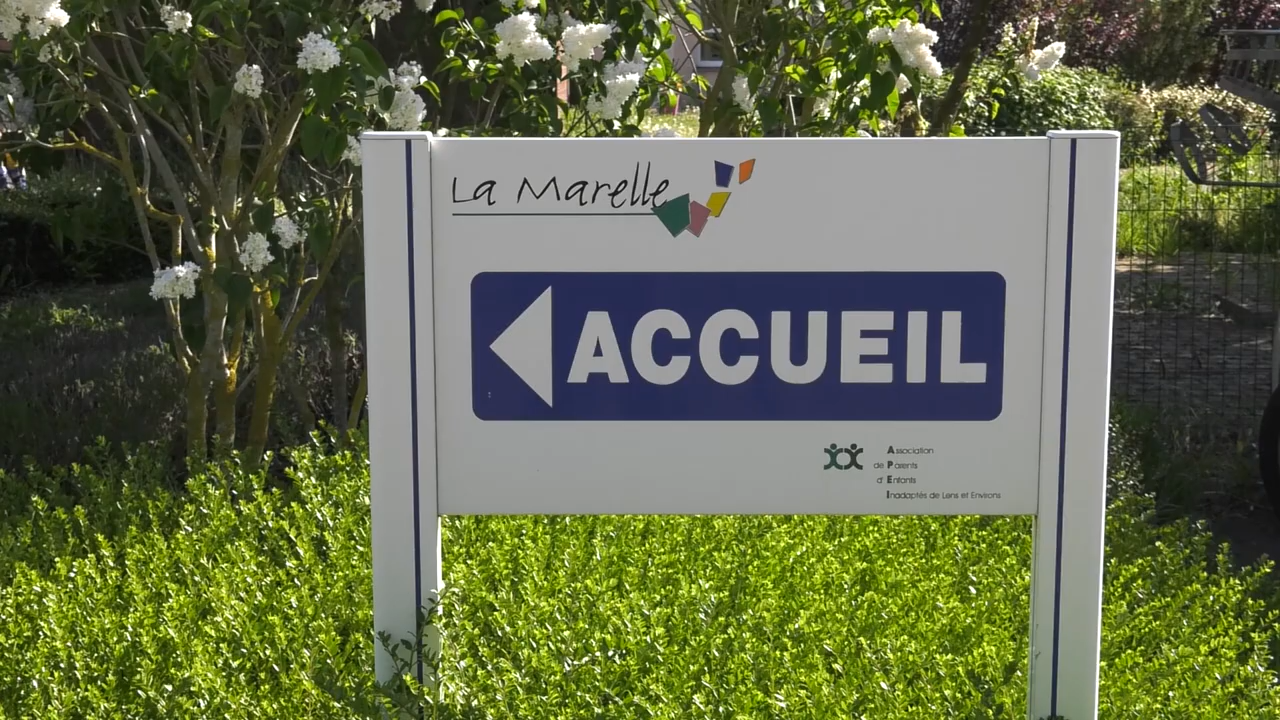 La Marelle
ACCUEIL
Association
de Parents
d' Enfants
Inadaptés de Lens et Environs